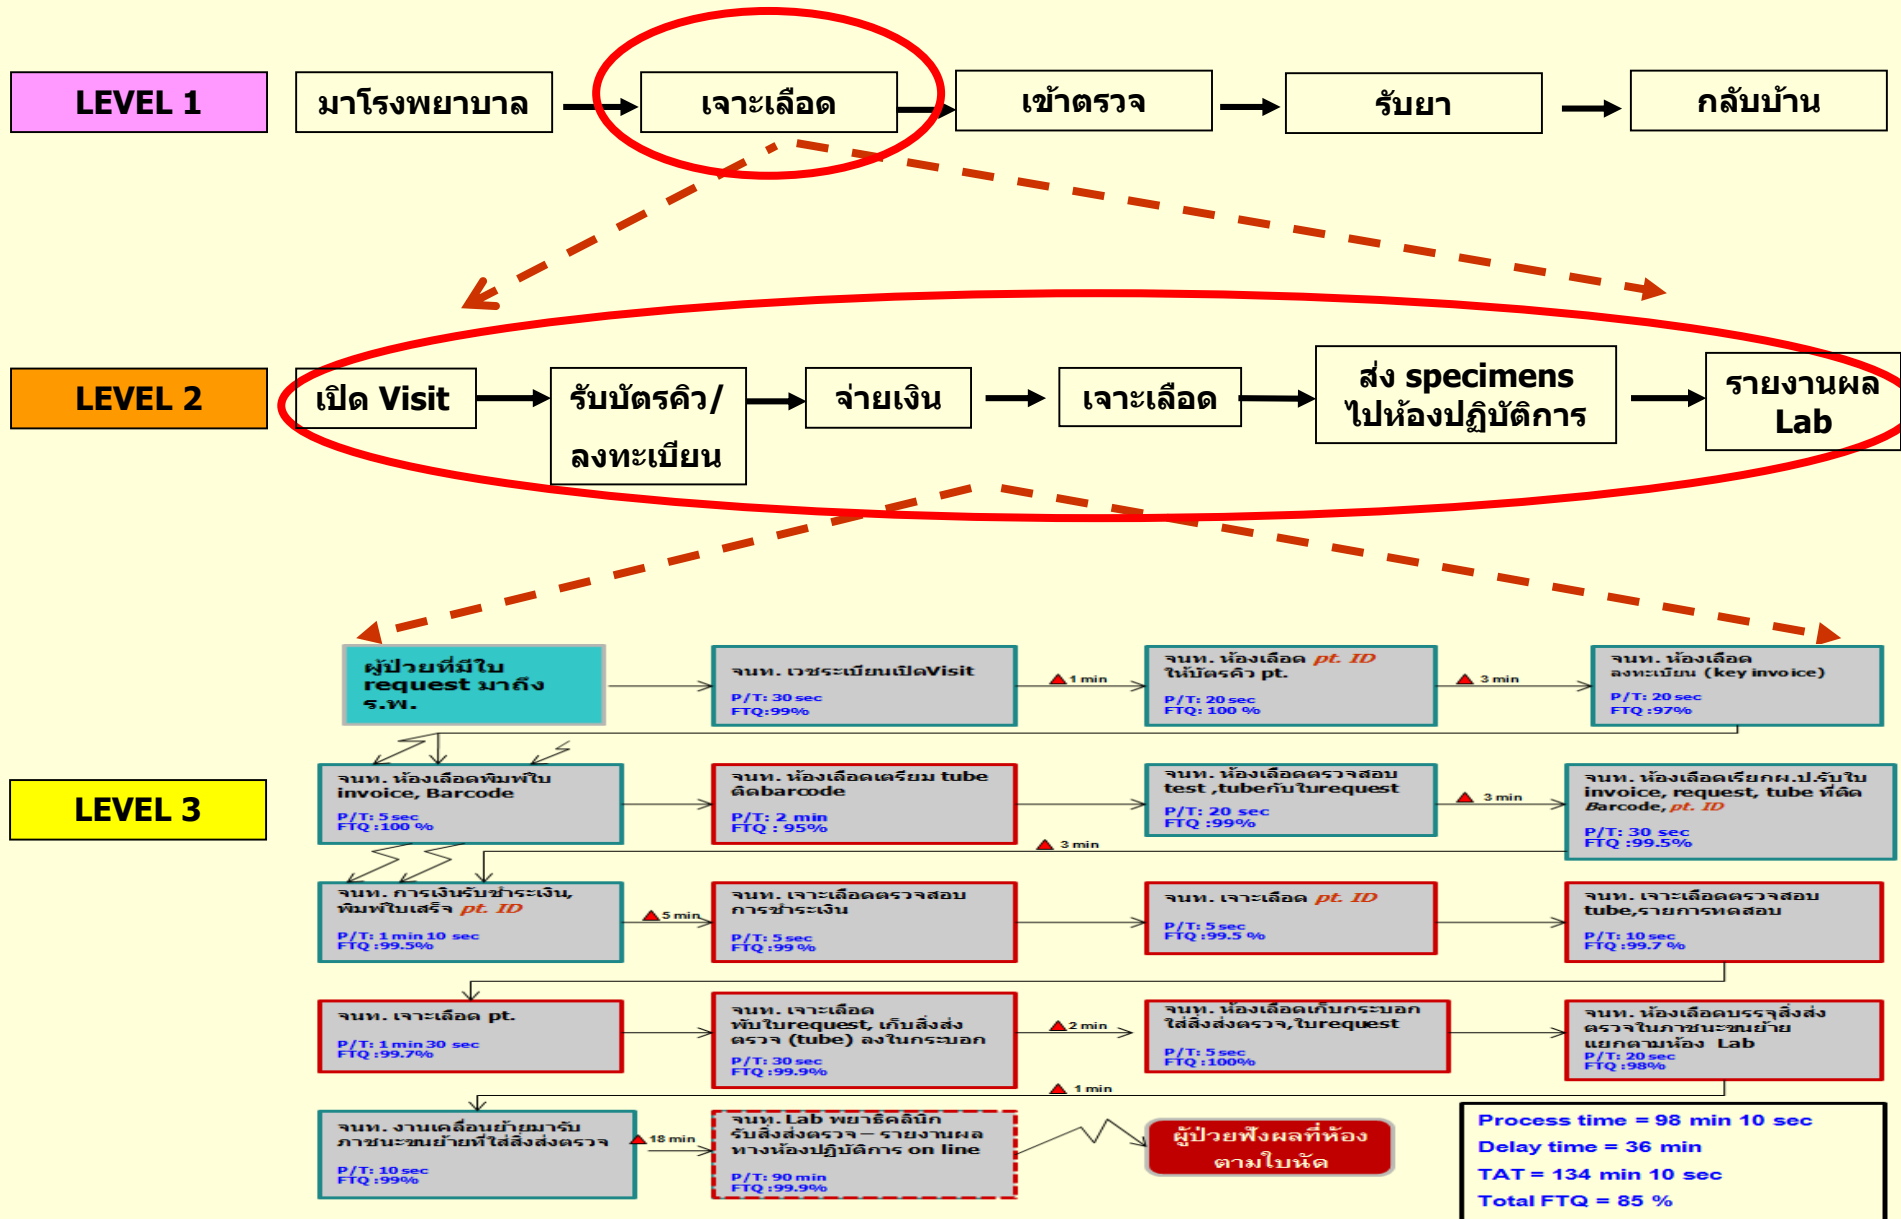 LEVEL 1
มาโรงพยาบาล
เจาะเลือด
เข้าตรวจ
รับยา
กลับบ้าน
LEVEL 2
เปิด Visit
รับบัตรคิว/
ลงทะเบียน
จ่ายเงิน
เจาะเลือด
ส่ง specimens
ไปห้องปฏิบัติการ
รายงานผล
Lab
LEVEL 3
ผู้ป่วยที่มีใบ
request มาถึง
ร.พ.
จนท. เวชระเบียนเปิดVisit
P/T: 30 sec
FTQ:99%
1 min
จนท. ห้องเลือด pt. ID
ให้บัตรคิว pt.
P/T: 20 sec
FTQ: 100 %
3 min
จนท. ห้องเลือด
ลงทะเบียน (key invoice)
P/T: 20 sec
FTQ :97%
จนท. ห้องเลือดพิมพ์ใบ
invoice, Barcode
P/T: 5 sec
FTQ :100 %
จนท. ห้องเลือดเตรียม tube
ติดbarcode
P/T: 2 min
FTQ : 95%
จนท. ห้องเลือดตรวจสอบ
test ,tubeกับใบrequest
P/T: 20 sec
FTQ :99%
3 min
จนท. ห้องเลือดเรียกผ.ป.รับใบ
invoice, request, tube ที่ติด
Barcode, pt. ID
P/T: 30 sec
FTQ :99.5%
3 min
จนท. การเงินรับชำระเงิน,
พิมพ์ใบเสร็จ pt. ID
P/T: 1 min 10 sec
FTQ :99.5%
5 min
จนท. เจาะเลือดตรวจสอบ
การชำระเงิน
P/T: 5 sec
FTQ :99 %
จนท. เจาะเลือด pt. ID
P/T: 5 sec
FTQ :99.5 %
จนท. เจาะเลือดตรวจสอบ
tube,รายการทดสอบ
P/T: 10 sec
FTQ :99.7 %
จนท. เจาะเลือด pt.
P/T: 1 min 30 sec
FTQ :99.7%
จนท. เจาะเลือด
พับใบrequest, เก็บสิ่งส่ง
ตรวจ (tube) ลงในกระบอก
P/T: 30 sec
FTQ :99.9%
2 min
จนท. ห้องเลือดเก็บกระบอก
ใส่สิ่งส่งตรวจ,ใบrequest
P/T: 5 sec
FTQ :100%
จนท. ห้องเลือดบรรจุสิ่งส่ง
ตรวจในภาชนะขนย้าย
แยกตามห้อง Lab
P/T: 20 sec
FTQ :98%
1 min
จนท. งานเคลื่อนย้ายมารับ
ภาชนะขนย้ายที่ใส่สิ่งส่งตรวจ
P/T: 10 sec
FTQ :99%
18 min
จนท. Lab พยาธิคลินิก
รับสิ่งส่งตรวจ – รายงานผล
ทางห้องปฏิบัติการ on line
P/T: 90 min
FTQ :99.9%
ผู้ป่วยฟังผลที่ห้อง
ตามใบนัด
Process time = 98 min 10 sec
Delay time = 36 min
TAT = 134 min 10 sec
Total FTQ = 85 %